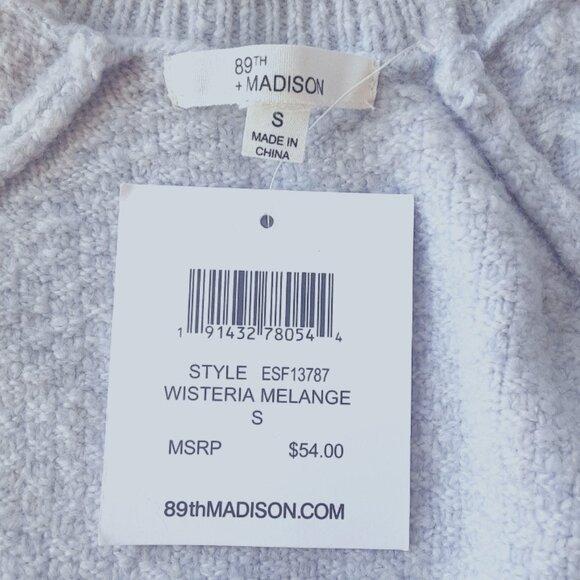 89TH
+ MADISON
S
MADE IN
CHINA
1 91432 78054 4
STYLE ESF13787
WISTERIA MELANGE
S
MSRP $54.00
89thMADISON.COM